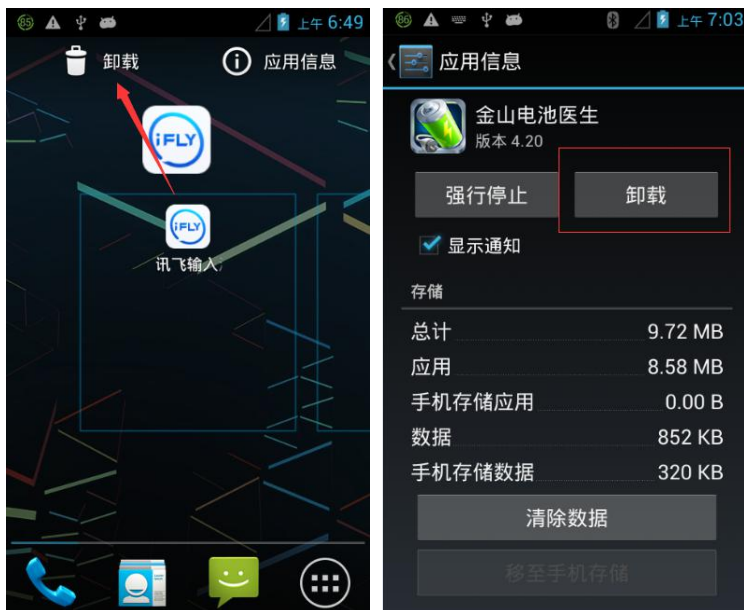 85
上午 6:49
卸载
应用信息
iFLY
iFLY
讯飞输入
86
上午 7:03
应用信息
金山电池医生
版本 4.20
强行停止
卸载
显示通知
存储
总计 9.72 MB
应用 8.58 MB
手机存储应用 0.00 B
数据 852 KB
手机存储数据 320 KB
清除数据
移至手机存储